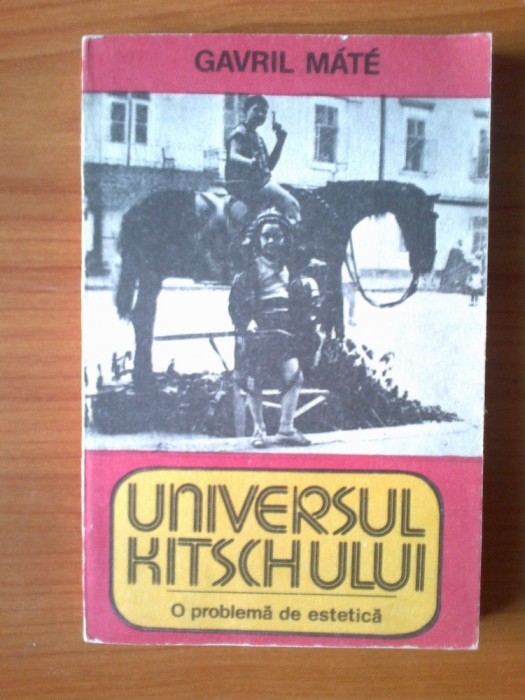 GAVRIL MÁTÉ
UNIVERSUL
KITSCHULUI
O problemă de estetică